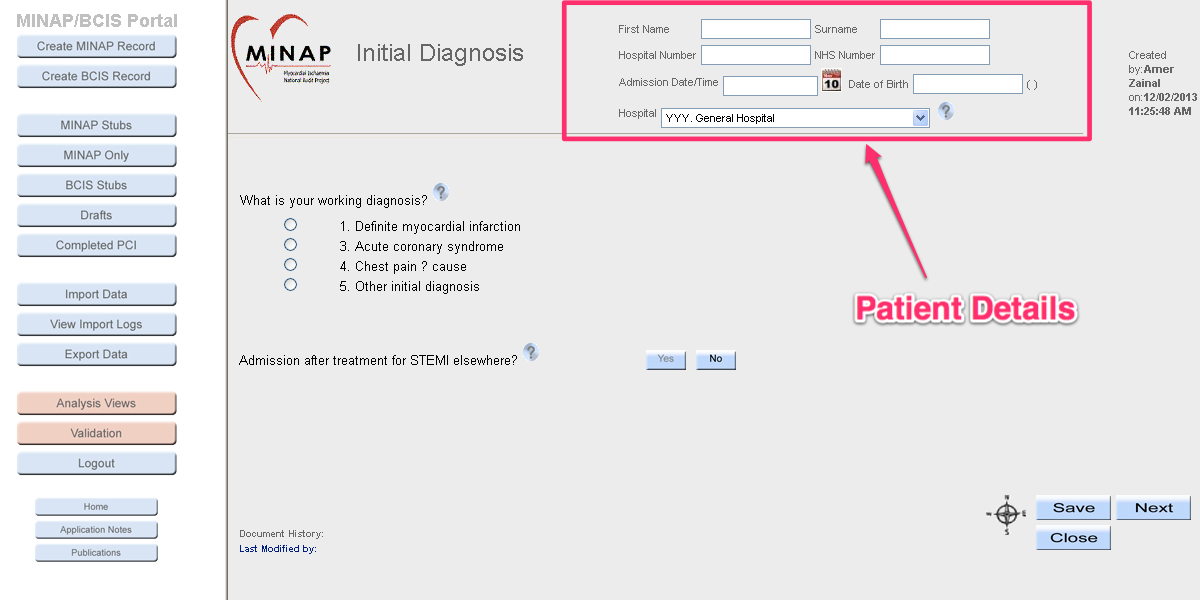 MINAP/BCIS Portal
Create MINAP Record
Create BCIS Record
MINAP Stubs
MINAP Only
BCIS Stubs
Drafts
Completed PCI
Import Data
View Import Logs
Export Data
Analysis Views
Validation
Logout
Home
Application Notes
Publications
MINAP
Myocardial Ischaemia
National Audit Project
Initial Diagnosis
First Name Surname
Hospital Number NHS Number
Admission Date/Time 10 Date of Birth ( )
Hospital YYY. General Hospital ?
Created
by:Amer
Zainal
on:12/02/2013
11:25:48 AM
Patient Details
What is your working diagnosis? ?
1. Definite myocardial infarction
3. Acute coronary syndrome
4. Chest pain ? cause
5. Other initial diagnosis
Admission after treatment for STEMI elsewhere? ? Yes No
N
W E
S
Save Next
Close
Document History:
Last Modified by: